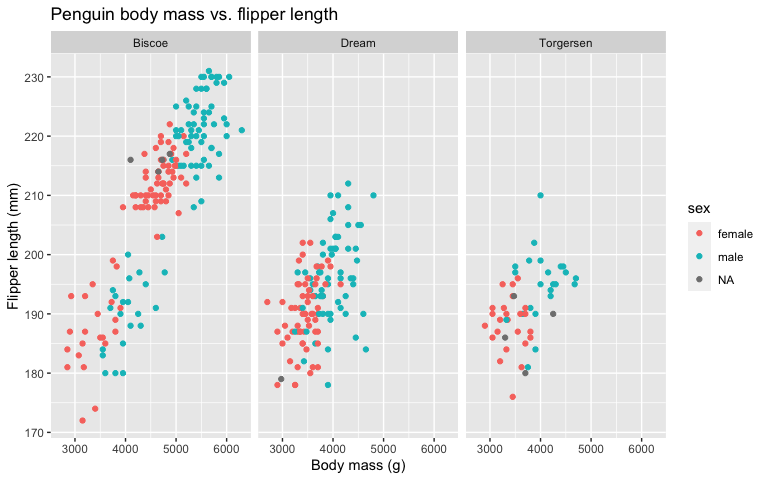 Penguin body mass vs. flipper length
Biscoe Dream Torgersen
230
220
210
200
190
180
170
Flipper length (mm)
3000 4000 5000 6000 3000 4000 5000 6000 3000 4000 5000 6000
Body mass (g)
sex
female
male
NA